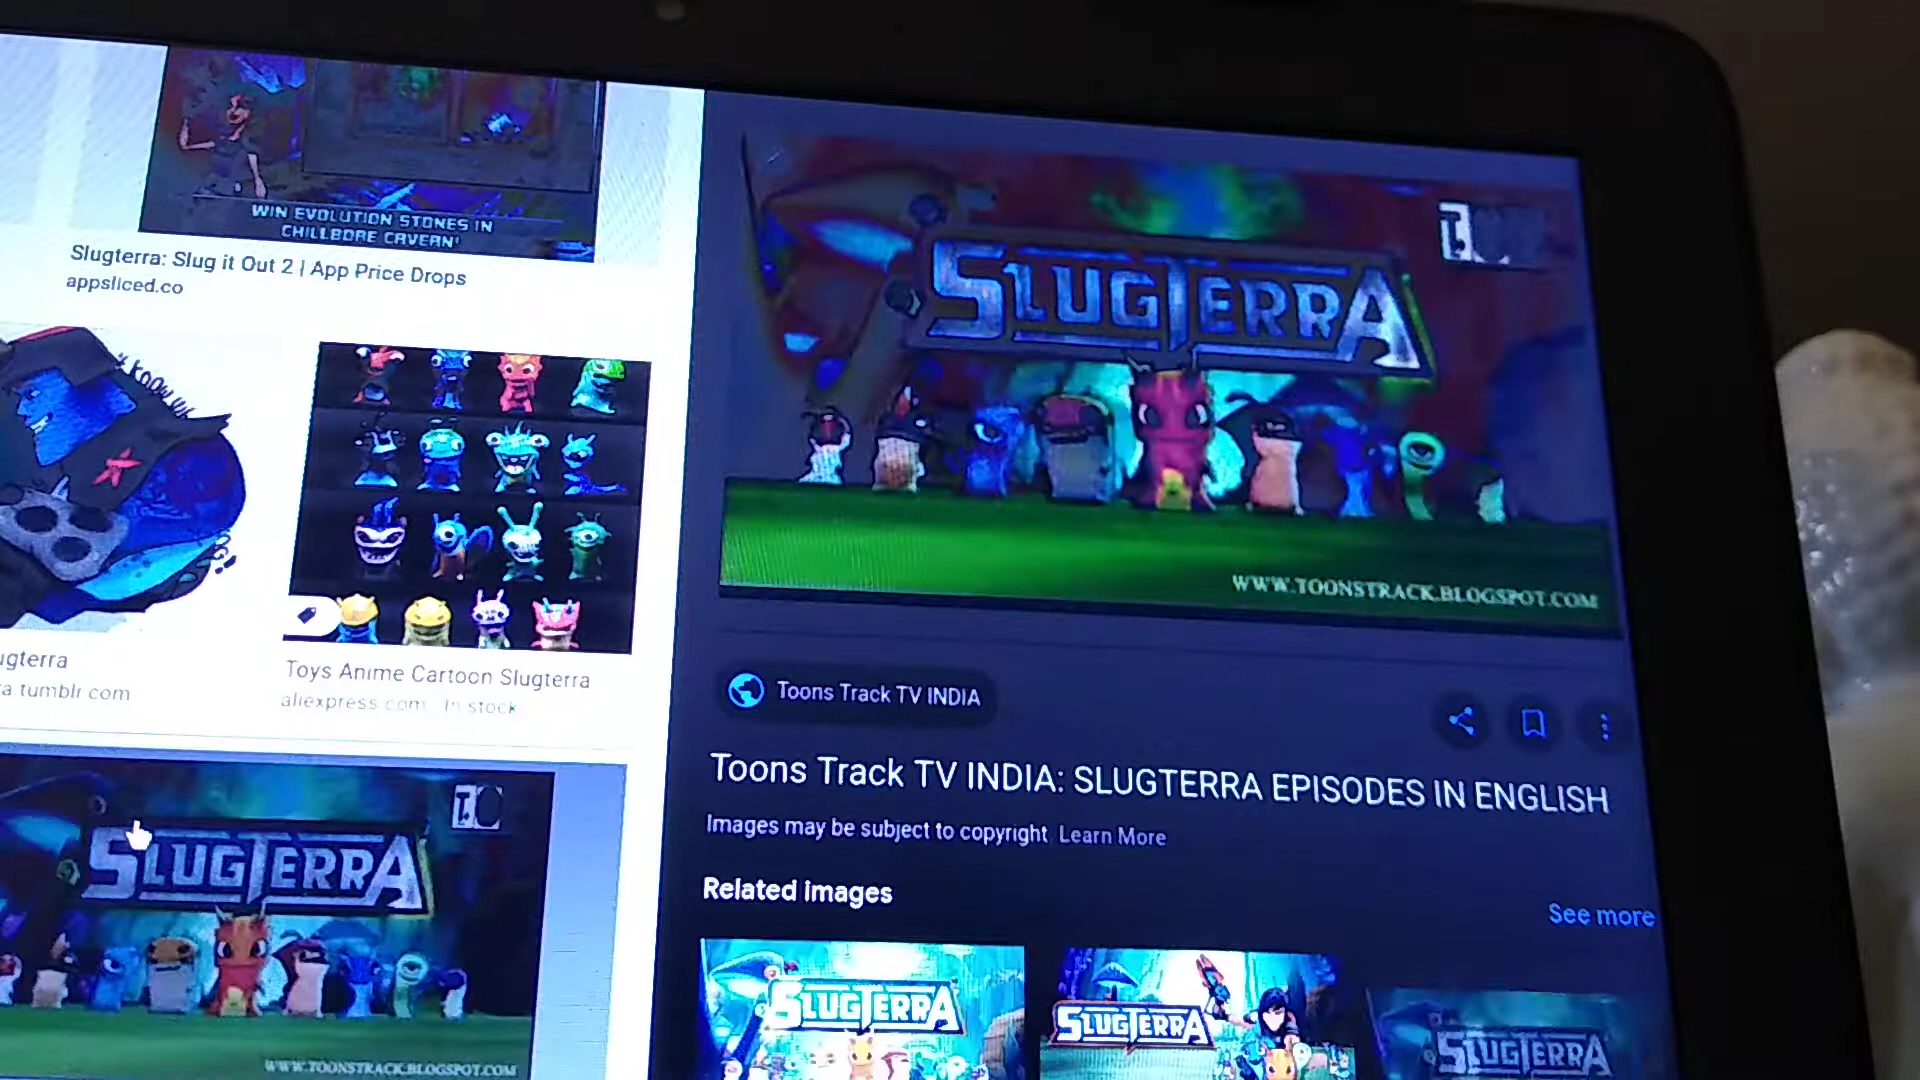 WIN EVOLUTION STONES IN
CHILLBORE CAVERN!
Slugterra: Slug it Out 2 | App Price Drops
appsliced.co
Toys Anime Cartoon Slugterra
aliexpress.com In stock
ugterra
a tumblr com
SLUGTERRA
WWW.TOONSTRACK.BLOGSPOT.COM
SLUGTERRA
WWW.TOONSTRACK.BLOGSPOT.COM
Toons Track TV INDIA
Toons Track TV INDIA: SLUGTERRA EPISODES IN ENGLISH
Images may be subject to copyright Learn More
Related images
See more
SLUGTERRA
SLUGTERRA
SLUGTERRA